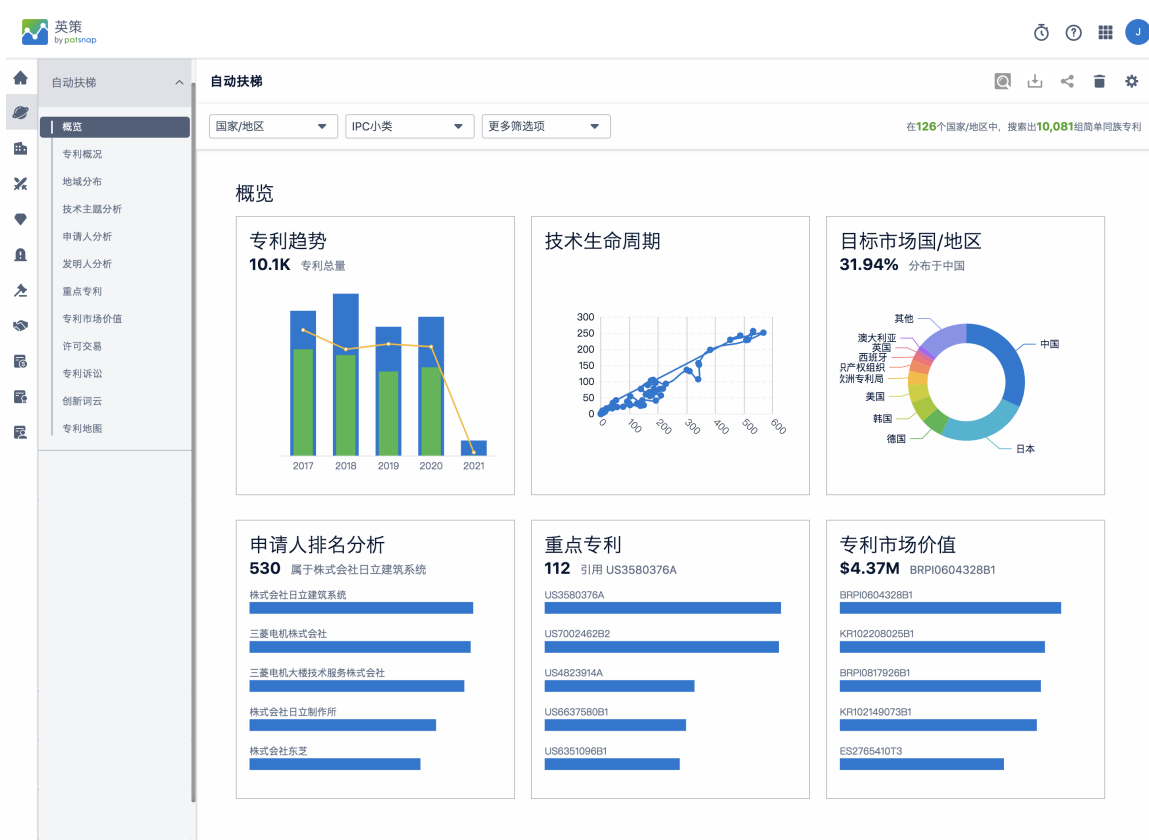 英策
by patsnap
J
自动扶梯
概览
专利概况
地域分布
技术主题分析
申请人分析
发明人分析
重点专利
专利市场价值
许可交易
专利诉讼
创新词云
专利地图
自动扶梯
国家/地区
IPC小类
更多筛选项
在126个国家/地区中，搜索出10,081组简单同族专利
概览
专利趋势
10.1K 专利总量
2017 2018 2019 2020 2021
技术生命周期
300
250
200
150
100
50
0
0 100 200 300 400 500 600
目标市场国/地区
31.94% 分布于中国
其他
澳大利亚
英国
西班牙
识产权组织
欧洲专利局
美国
韩国
德国
中国
日本
申请人排名分析
530 属于株式会社日立建筑系统
株式会社日立建筑系统
三菱电机株式会社
三菱电机大楼技术服务株式会社
株式会社日立制作所
株式会社东芝
重点专利
112 引用 US3580376A
US3580376A
US7002462B2
US4823914A
US6637580B1
US6351096B1
专利市场价值
$4.37M BRPI0604328B1
BRPI0604328B1
KR102208025B1
BRPI0817926B1
KR102149073B1
ES2765410T3